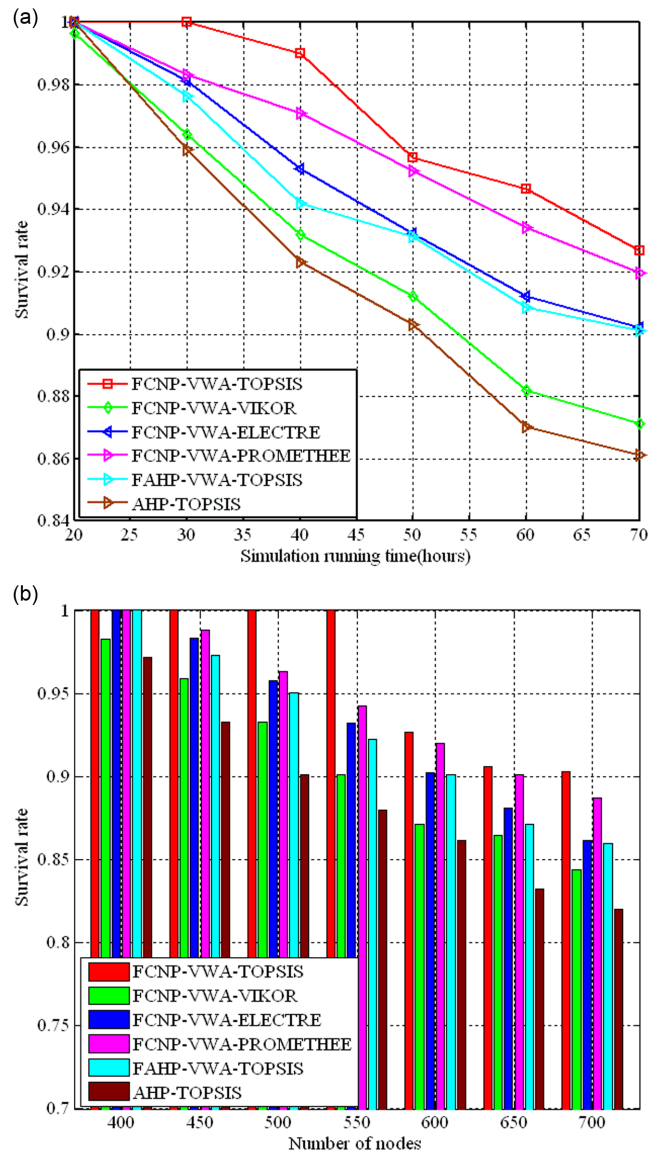 (a)
1
0.98
0.96
0.94
0.92
0.9
0.88
0.86
0.84
Survival rate
FCNP-VWA-TOPSIS
FCNP-VWA-VIKOR
FCNP-VWA-ELECTRE
FCNP-VWA-PROMETHEE
FAHP-VWA-TOPSIS
AHP-TOPSIS
20 25 30 35 40 45 50 55 60 65 70
Simulation running time(hours)
(b)
1
0.95
0.9
0.85
0.8
0.75
0.7
Survival rate
FCNP-VWA-TOPSIS
FCNP-VWA-VIKOR
FCNP-VWA-ELECTRE
FCNP-VWA-PROMETHEE
FAHP-VWA-TOPSIS
AHP-TOPSIS
400 450 500 550 600 650 700
Number of nodes